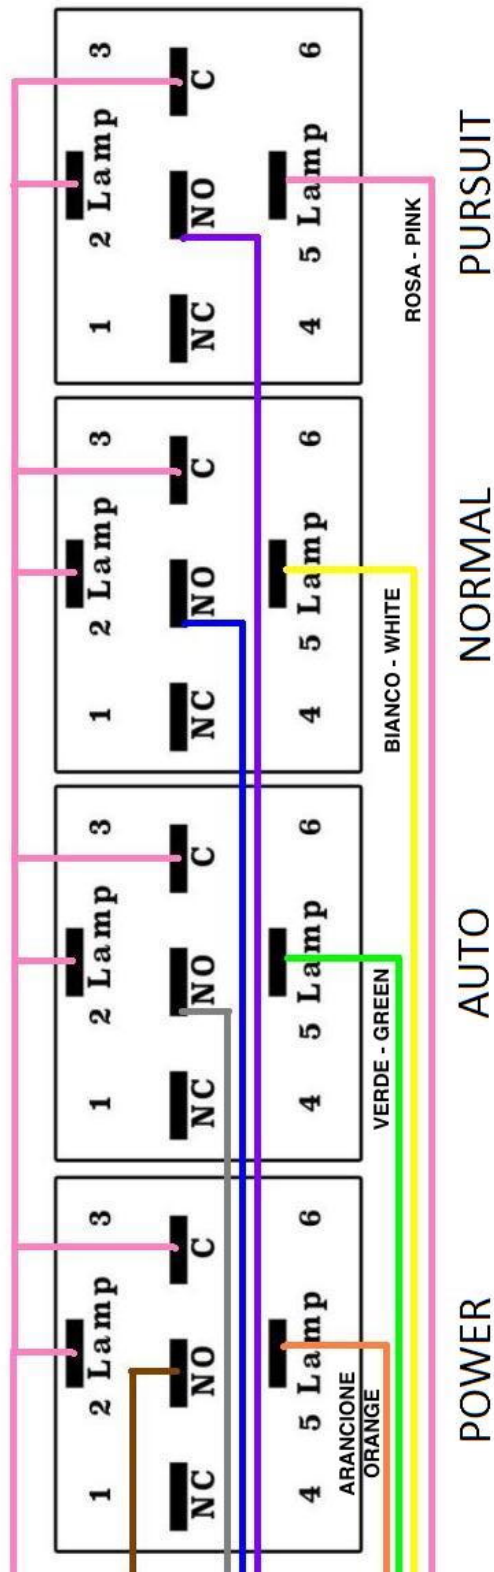 3
C
6
2 Lamp
NO
5 Lamp
1
NC
4
ROSA - PINK
PURSUIT
3
C
6
2 Lamp
NO
5 Lamp
1
NC
4
BIANCO - WHITE
NORMAL
3
C
6
2 Lamp
NO
5 Lamp
1
NC
4
VERDE - GREEN
AUTO
3
C
6
2 Lamp
NO
5 Lamp
1
NC
4
ARANCIONE
ORANGE
POWER